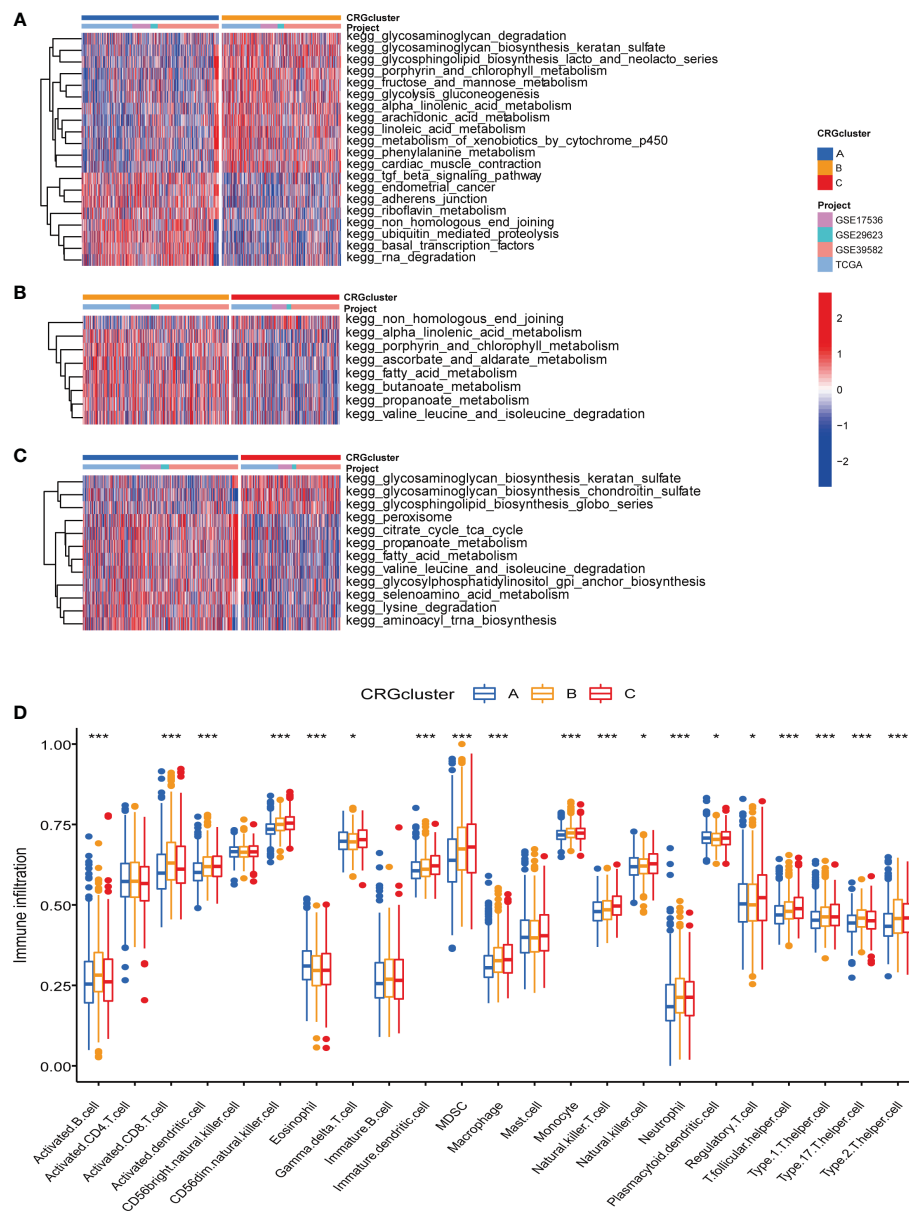 A
CRGcluster
Project
kegg_glycosaminoglycan_degradation
kegg_glycosaminoglycan_biosynthesis_keratan_sulfate
kegg_glycosphingolipid_biosynthesis_lacto_and_neolacto_series
kegg_porphyrin_and_chlorophyll_metabolism
kegg_fructose_and_mannose_metabolism
kegg_glycolysis_gluconeogenesis
kegg_alpha_linolenic_acid_metabolism
kegg_arachidonic_acid_metabolism
kegg_linoleic_acid_metabolism
kegg_metabolism_of_xenobiotics_by_cytochrome_p450
kegg_phenylalanine_metabolism
kegg_cardiac_muscle_contraction
kegg_tgf_beta_signaling_pathway
kegg_endometrial_cancer
kegg_adherens_junction
kegg_riboflavin_metabolism
kegg_non_homologous_end_joining
kegg_ubiquitin_mediated_proteolysis
kegg_basal_transcription_factors
kegg_rna_degradation
CRGcluster
A
B
C
Project
GSE17536
GSE29623
GSE39582
TCGA
2
1
0
−1
−2
B
CRGcluster
Project
kegg_non_homologous_end_joining
kegg_alpha_linolenic_acid_metabolism
kegg_porphyrin_and_chlorophyll_metabolism
kegg_ascorbate_and_aldarate_metabolism
kegg_fatty_acid_metabolism
kegg_butanoate_metabolism
kegg_propanoate_metabolism
kegg_valine_leucine_and_isoleucine_degradation
C
CRGcluster
Project
kegg_glycosaminoglycan_biosynthesis_keratan_sulfate
kegg_glycosaminoglycan_biosynthesis_chondroitin_sulfate
kegg_glycosphingolipid_biosynthesis_globo_series
kegg_peroxisome
kegg_citrate_cycle_tca_cycle
kegg_propanoate_metabolism
kegg_fatty_acid_metabolism
kegg_valine_leucine_and_isoleucine_degradation
kegg_glycosylphosphatidylinositol_gpi_anchor_biosynthesis
kegg_selenoamino_acid_metabolism
kegg_lysine_degradation
kegg_aminoacyl_trna_biosynthesis
D
CRGcluster A B C
*** *** *** *** *** * *** *** *** *** *** * *** * * *** *** *** ***
1.00
0.75
0.50
0.25
0.00
Immune infiltration
Activated.B.cell
Activated.CD4.T.cell
Activated.CD8.T.cell
Activated.dendritic.cell
CD56bright.natural.killer.cell
CD56dim.natural.killer.cell
Eosinophil
Gamma.delta.T.cell
Immature.B.cell
Immature.dendritic.cell
MDSC
Macrophage
Mast.cell
Monocyte
Natural.killer.T.cell
Natural.killer.cell
Neutrophil
Plasmacytoid.dendritic.cell
Regulatory.T.cell
T.follicular.helper.cell
Type.1.T.helper.cell
Type.17.T.helper.cell
Type.2.T.helper.cell